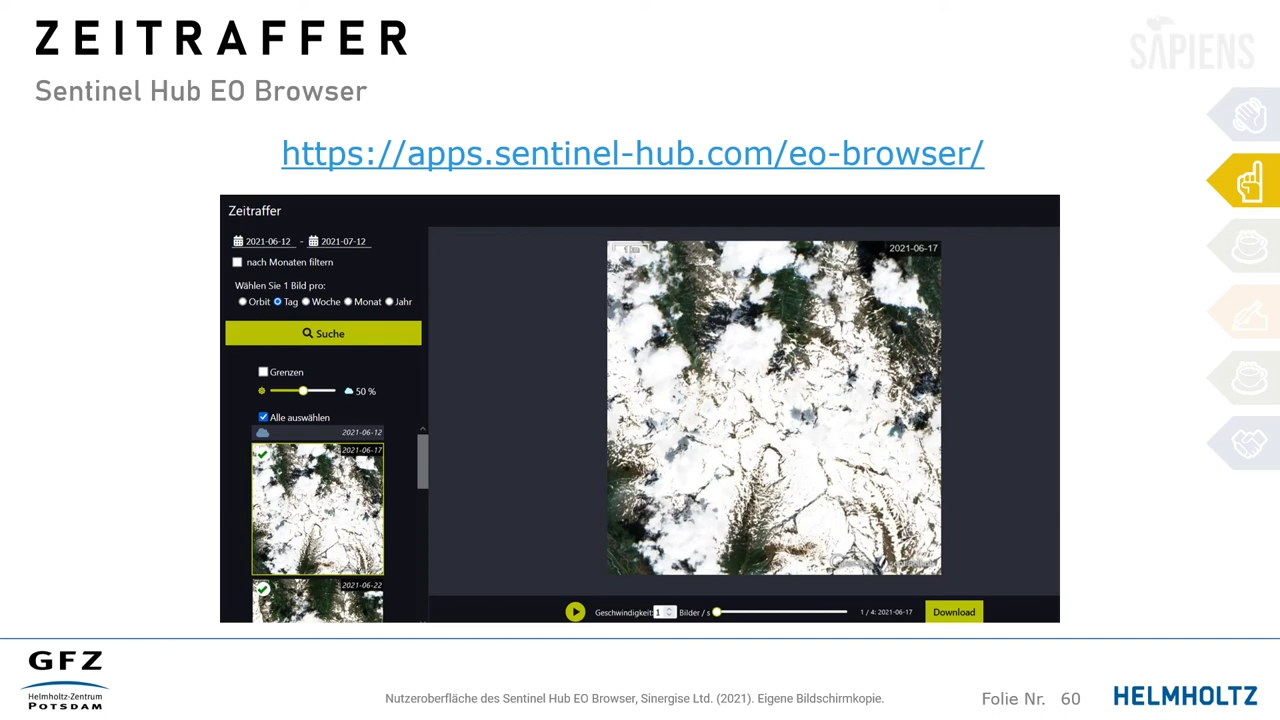 ZEITRAFFER
SAPIENS
Sentinel Hub EO Browser
https://apps.sentinel-hub.com/eo-browser/
Zeitraffer
2021-06-12 - 2021-07-12
nach Monaten filtern
Wählen Sie 1 Bild pro:
Orbit Tag Woche Monat Jahr
Suche
Grenzen
50 %
Alle auswählen
2021-06-12
2021-06-17
2021-06-22
2021-06-17
Geschwindigkeit: 1 Bilder / s
1 / 4: 2021-06-17
Download
GFZ
Helmholtz-Zentrum
POTSDAM
Nutzeroberfläche des Sentinel Hub EO Browser, Sinergise Ltd. (2021). Eigene Bildschirmkopie.
Folie Nr. 60
HELMHOLTZ